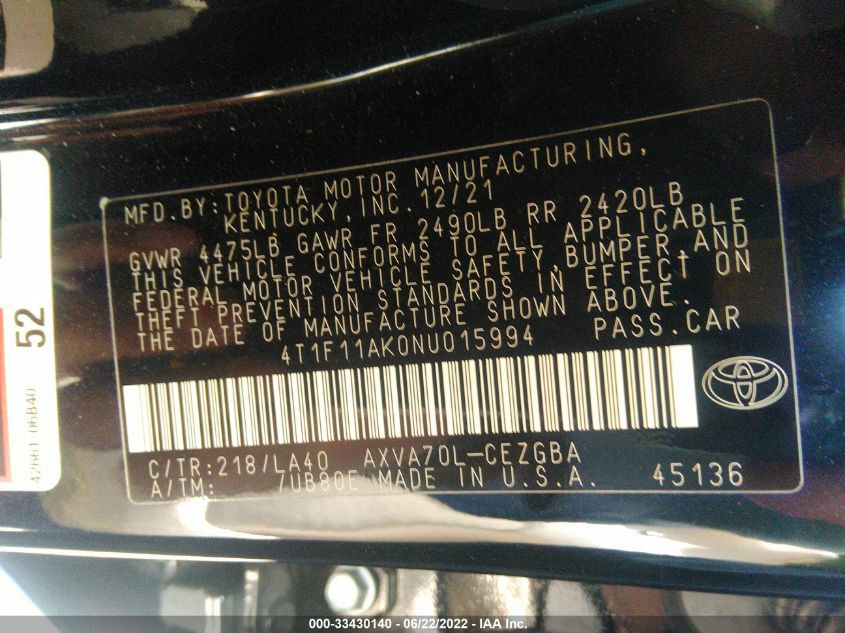 MFD.BY:TOYOTA MOTOR MANUFACTURING,
KENTUCKY,INC.12/21
GVWR 4475LB GAWR FR 2490LB RR 2420LB
THIS VEHICLE CONFORMS TO ALL APPLICABLE
FEDERAL MOTOR VEHICLE SAFETY,BUMPER,AND
THEFT PREVENTION STANDARDS IN EFFECT ON
THE DATE OF MANUFACTURE SHOWN ABOVE.
4T1F11AK0NU015994 PASS.CAR
C/TR:218/LA40 AXVA70L-CEZGBA
A/TM: 7UB80E MADE IN U.S.A. 45136
52
42661 06B40
000-33430140 - 06/22/2022 - IAA Inc.